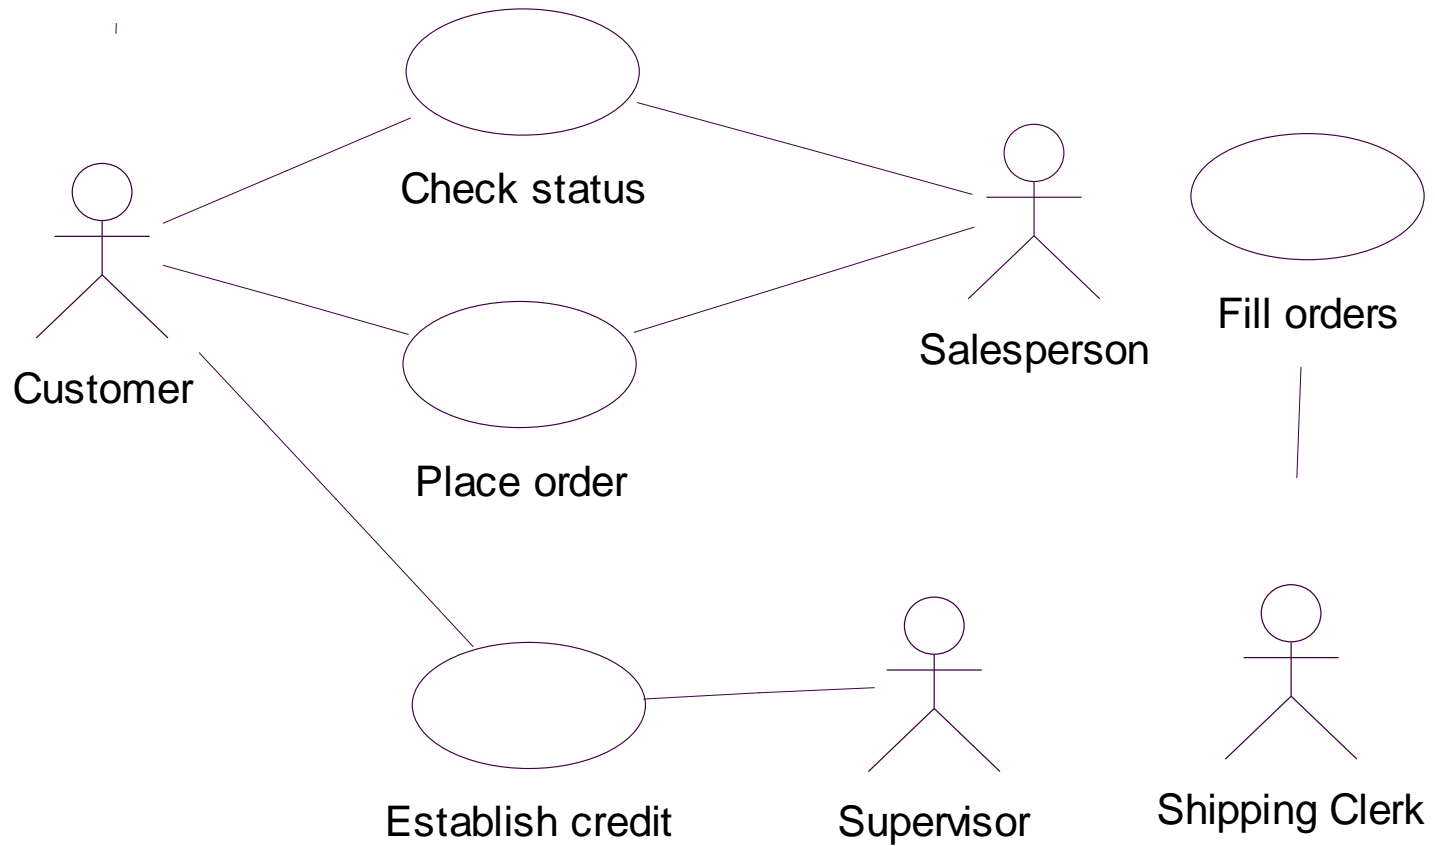 Check status
Customer
Salesperson
Fill orders
Place order
Establish credit
Supervisor
Shipping Clerk